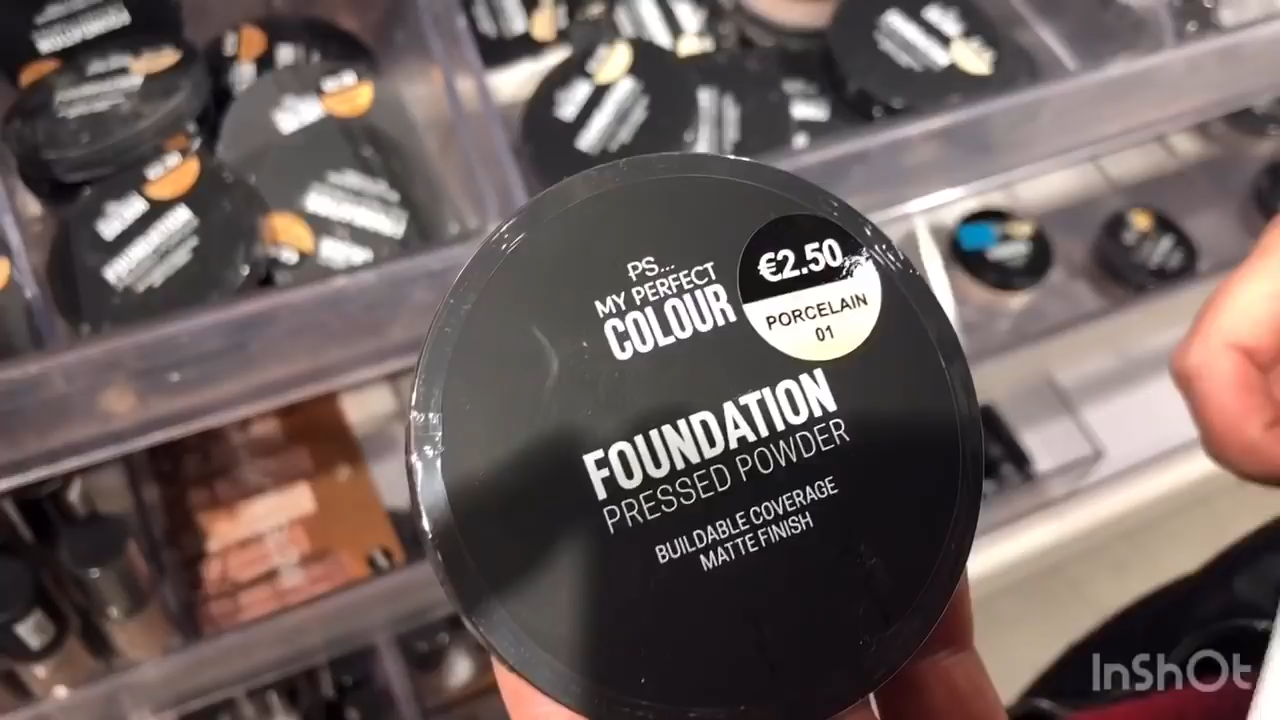 PS...
MY PERFECT
COLOUR
€2.50
PORCELAIN
01
FOUNDATION
PRESSED POWDER
BUILDABLE COVERAGE
MATTE FINISH
InShOt